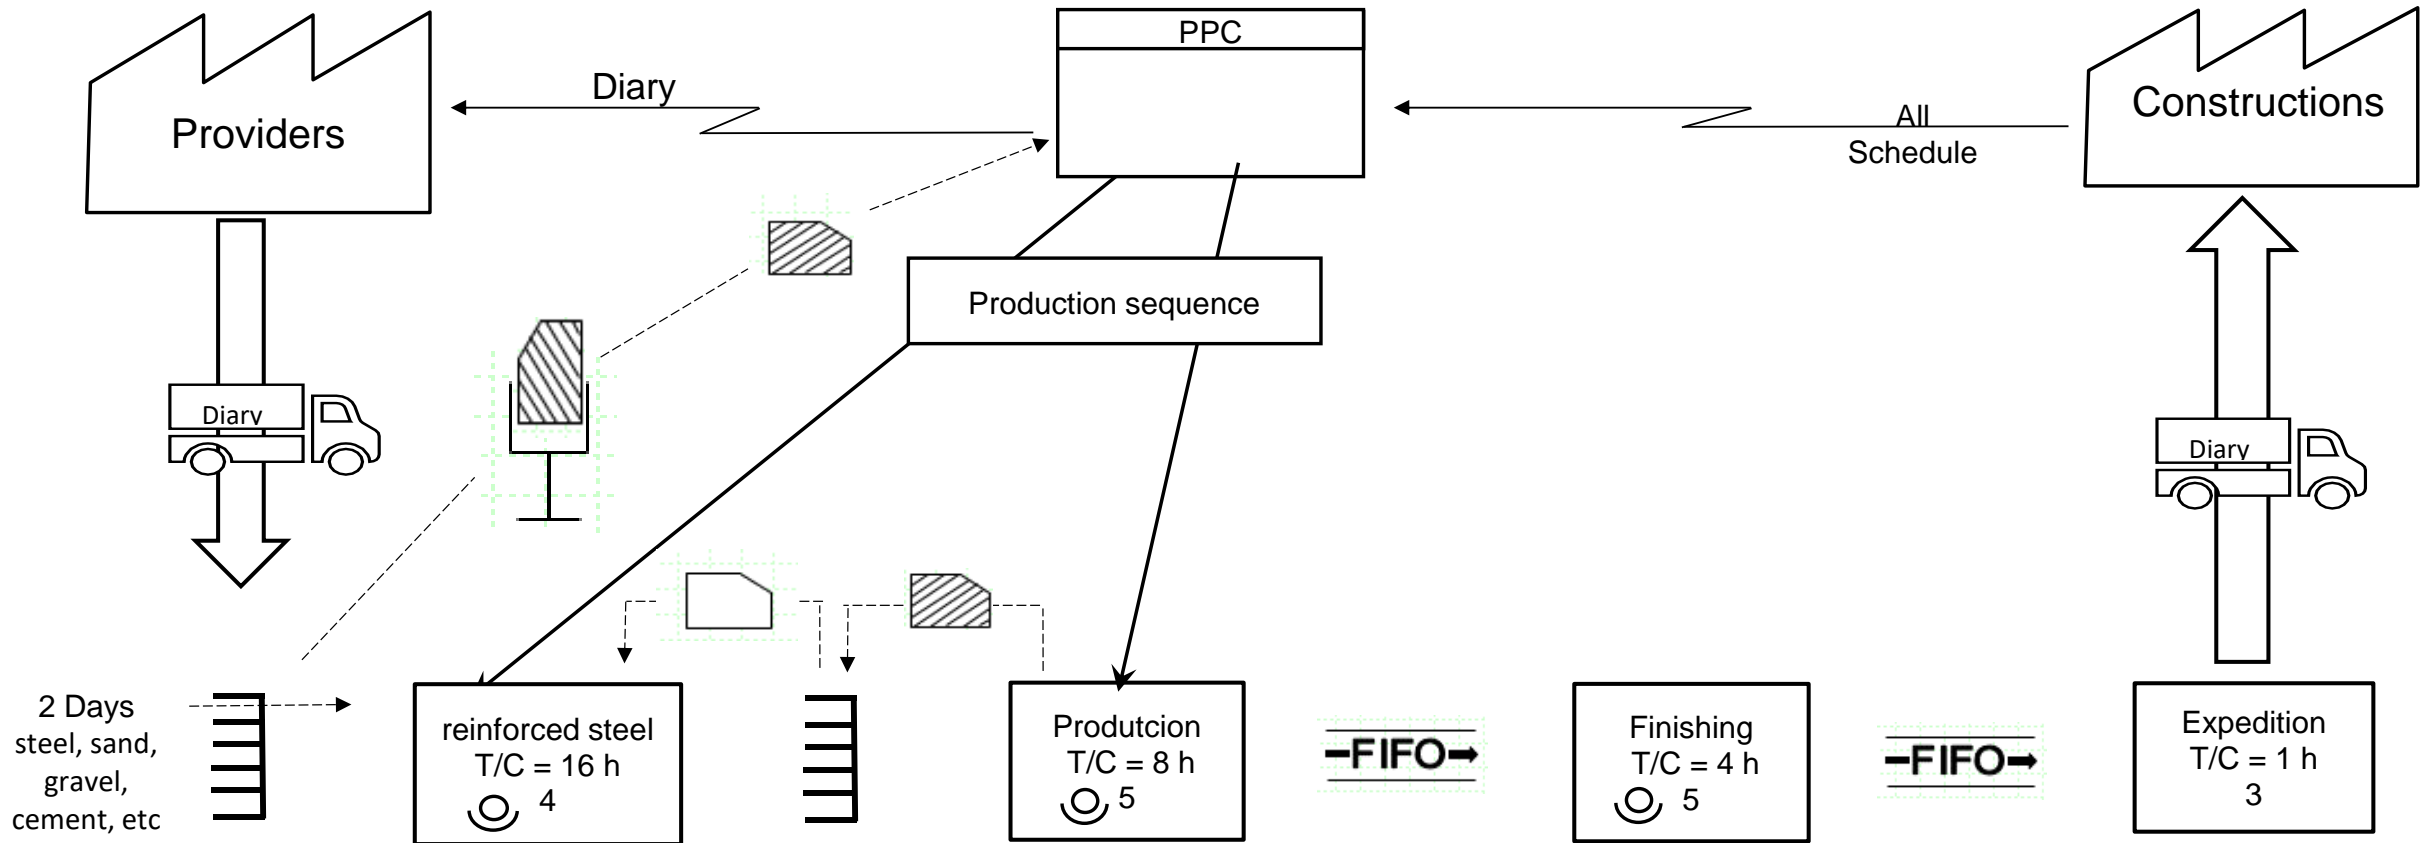 PPC
Diary
Providers
Constructions
All
Schedule
Production sequence
Diary
Diary
2 Days
steel, sand,
gravel,
cement, etc
reinforced steel
T/C = 16 h
4
Produtcion
T/C = 8 h
5
FIFO
Finishing
T/C = 4 h
5
FIFO
Expedition
T/C = 1 h
3